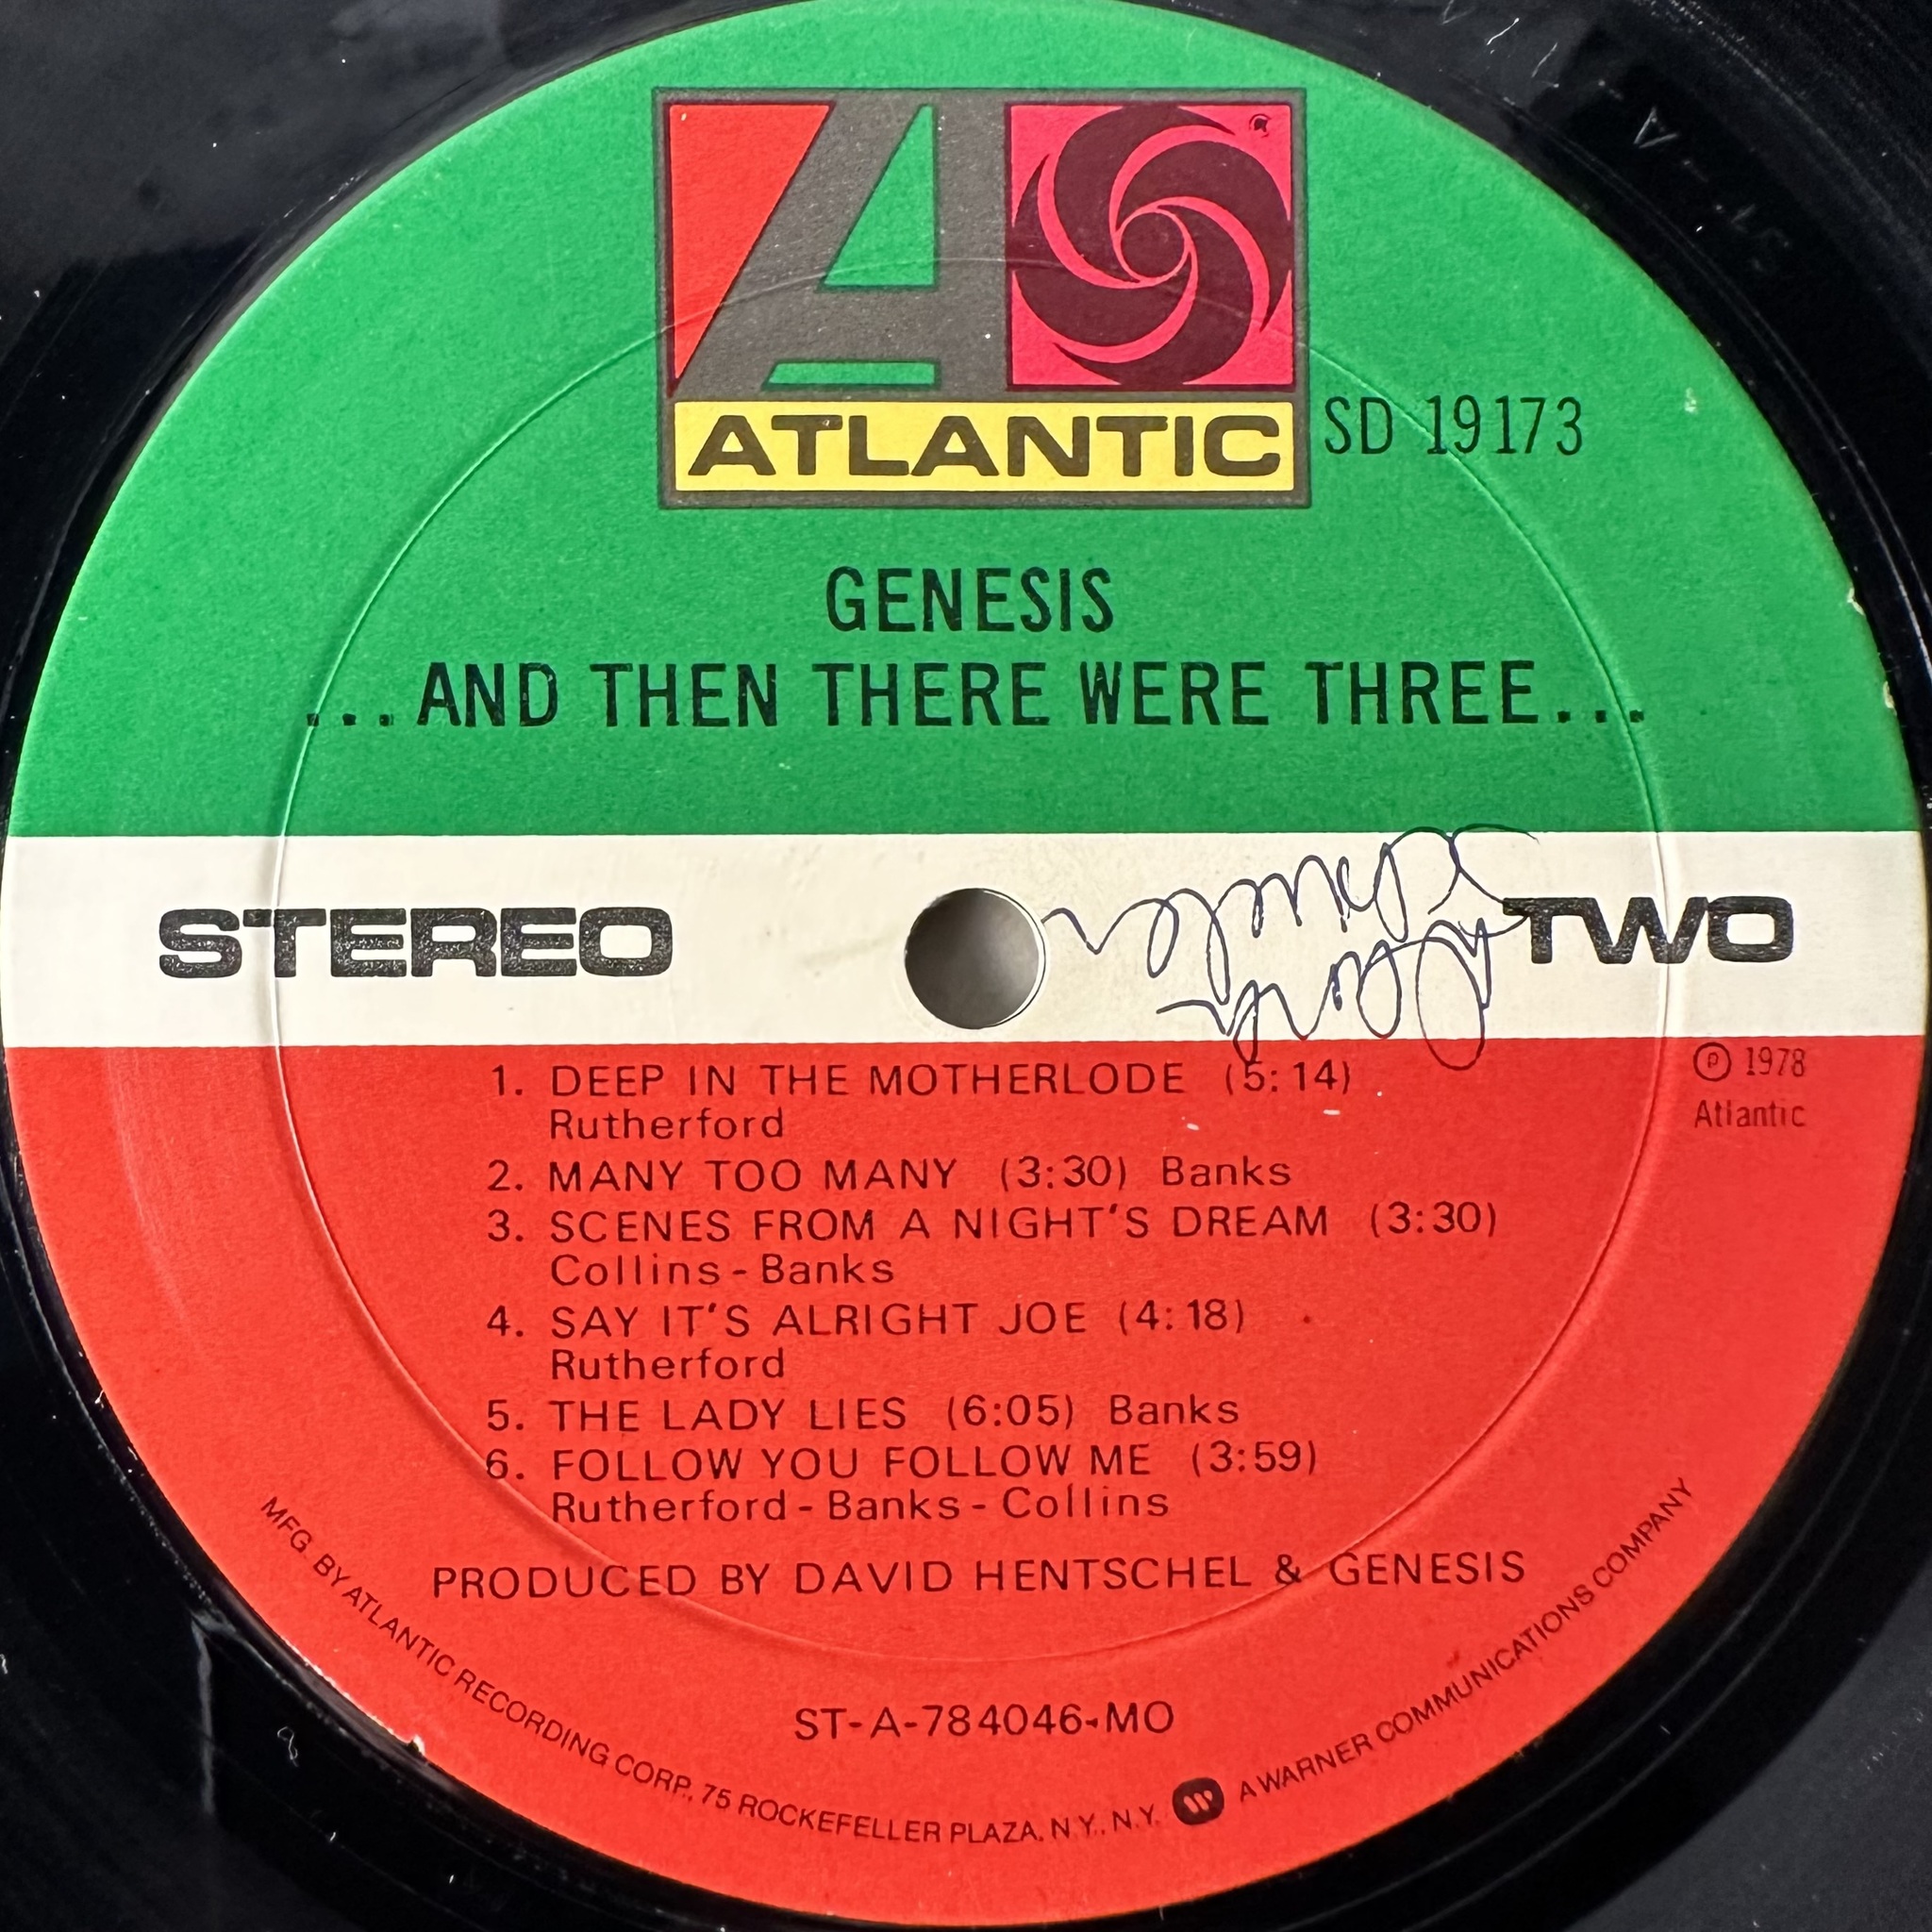 ATLANTIC
SD 19173
GENESIS
...AND THEN THERE WERE THREE...
STEREO
TWO
℗ 1978
Atlantic
1. DEEP IN THE MOTHERLODE (5:14)
Rutherford
2. MANY TOO MANY (3:30) Banks
3. SCENES FROM A NIGHT'S DREAM (3:30)
Collins - Banks
4. SAY IT'S ALRIGHT JOE (4:18)
Rutherford
5. THE LADY LIES (6:05) Banks
6. FOLLOW YOU FOLLOW ME (3:59)
Rutherford - Banks - Collins
PRODUCED BY DAVID HENTSCHEL & GENESIS
ST-A-784046-MO
MFG. BY ATLANTIC RECORDING CORP., 75 ROCKEFELLER PLAZA, N.Y., N.Y. A WARNER COMMUNICATIONS COMPANY